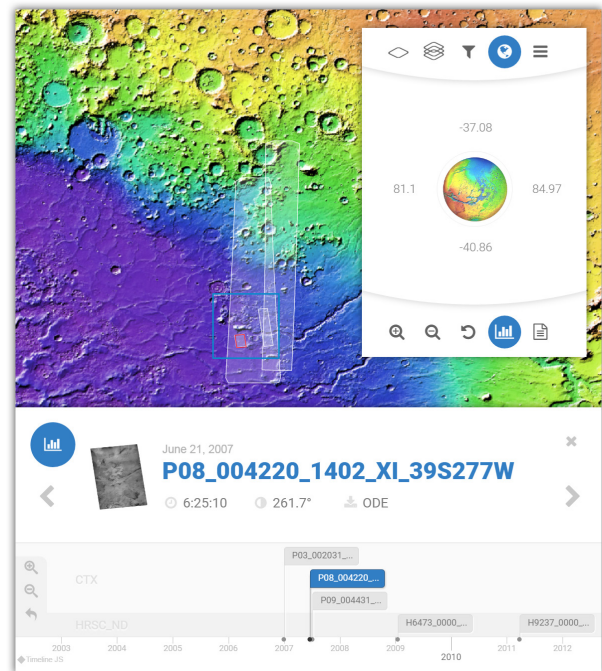 -37.08
81.1
84.97
-40.86
June 21, 2007
P08_004220_1402_XI_39S277W
6:25:10
261.7°
ODE
P03_002031_...
CTX
P08_004220_...
P09_004431_...
HRSC_ND
H6473_0000_...
H9237_0000_...
2003 2004 2005 2006 2007 2008 2009 2010 2011 2012
Timeline JS